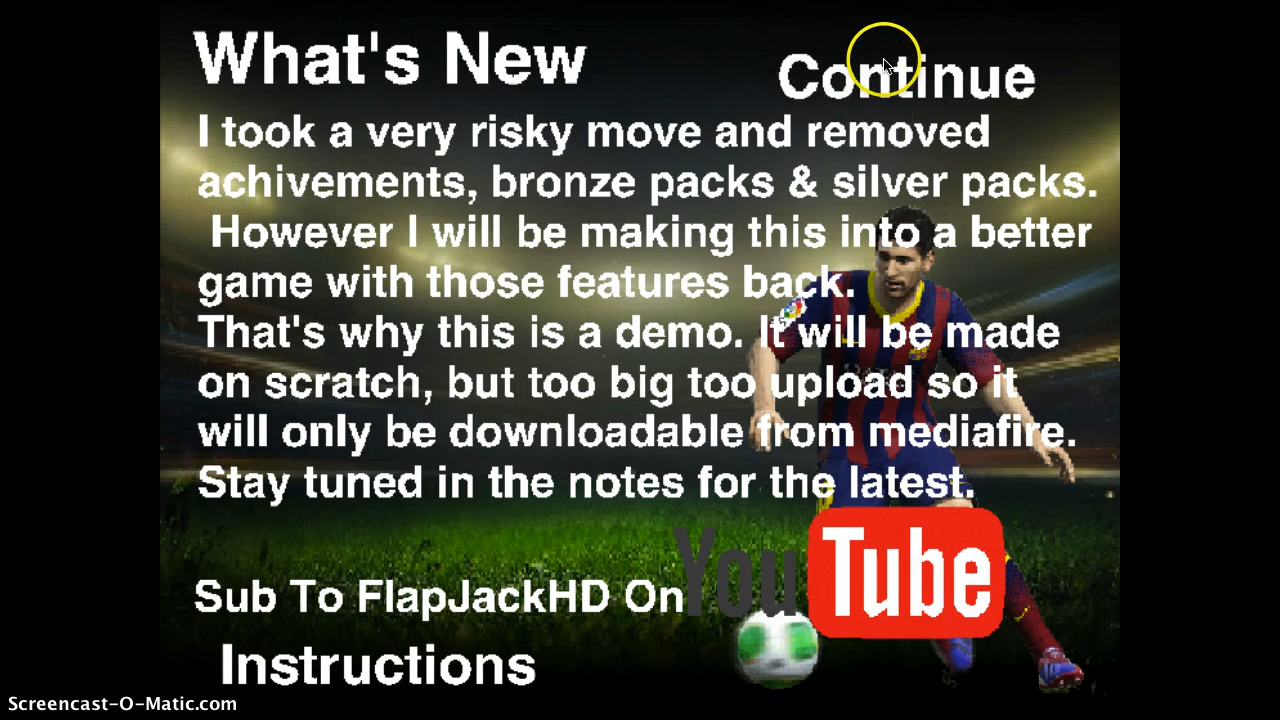 What's New
Continue
I took a very risky move and removed
achivements, bronze packs & silver packs.
However I will be making this into a better
game with those features back.
That's why this is a demo. It will be made
on scratch, but too big too upload so it
will only be downloadable from mediafire.
Stay tuned in the notes for the latest.
Sub To FlapJackHD On YouTube
Instructions
Screencast-O-Matic.com